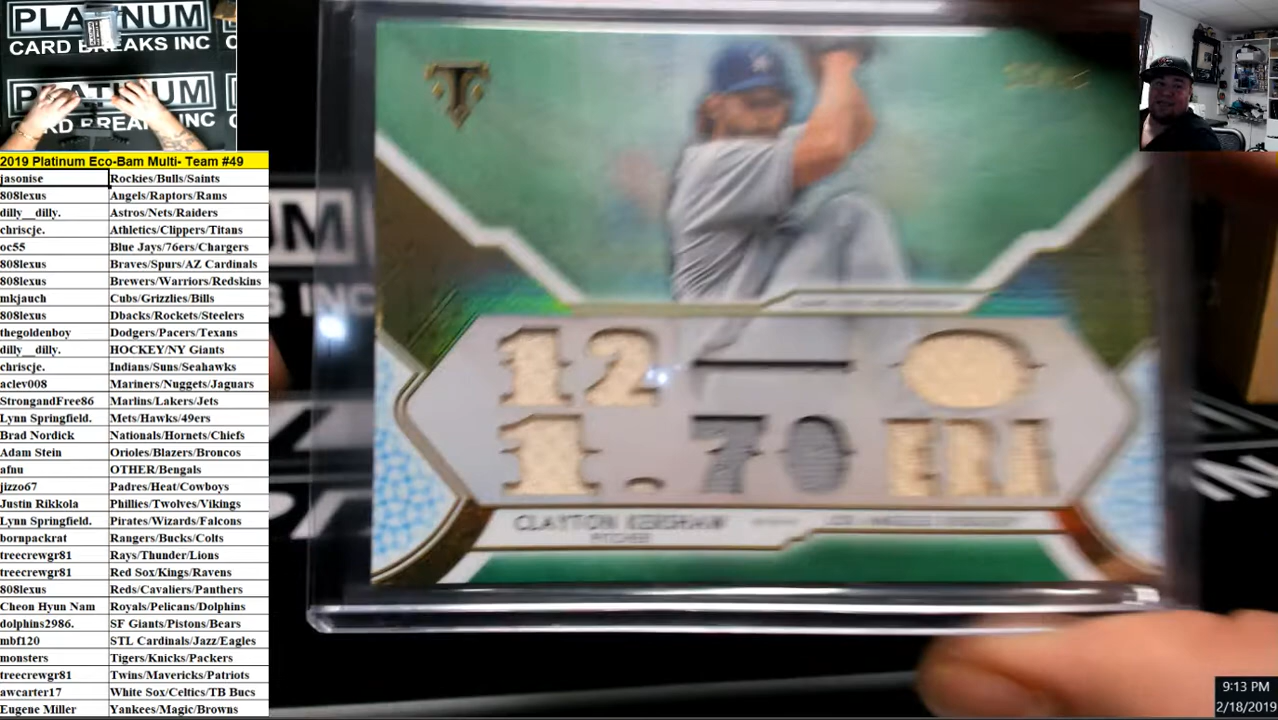 PLATINUM
CARD BREAKS INC
PLATINUM
CARD BREAKS INC
2019 Platinum Eco-Bam Multi- Team #49
jasonise Rockies/Bulls/Saints
808lexus Angels/Raptors/Rams
dilly__dilly. Astros/Nets/Raiders
chriscje. Athletics/Clippers/Titans
oc55 Blue Jays/76ers/Chargers
808lexus Braves/Spurs/AZ Cardinals
808lexus Brewers/Warriors/Redskins
mkjauch Cubs/Grizzlies/Bills
808lexus Dbacks/Rockets/Steelers
thegoldenboy Dodgers/Pacers/Texans
dilly__dilly. HOCKEY/NY Giants
chriscje. Indians/Suns/Seahawks
aclev008 Mariners/Nuggets/Jaguars
StrongandFree86 Marlins/Lakers/Jets
Lynn Springfield. Mets/Hawks/49ers
Brad Nordick Nationals/Hornets/Chiefs
Adam Stein Orioles/Blazers/Broncos
afnu OTHER/Bengals
jizzo67 Padres/Heat/Cowboys
Justin Rikkola Phillies/Twolves/Vikings
Lynn Springfield. Pirates/Wizards/Falcons
bornpackrat Rangers/Bucks/Colts
treecrewgr81 Rays/Thunder/Lions
treecrewgr81 Red Sox/Kings/Ravens
808lexus Reds/Cavaliers/Panthers
Cheon Hyun Nam Royals/Pelicans/Dolphins
dolphins2986. SF Giants/Pistons/Bears
mbf120 STL Cardinals/Jazz/Eagles
monsters Tigers/Knicks/Packers
treecrewgr81 Twins/Mavericks/Patriots
awcarter17 White Sox/Celtics/TB Bucs
Eugene Miller Yankees/Magic/Browns
12 — 0
1.70 ERA
CLAYTON KERSHAW
PITCHER
9:13 PM
2/18/2019